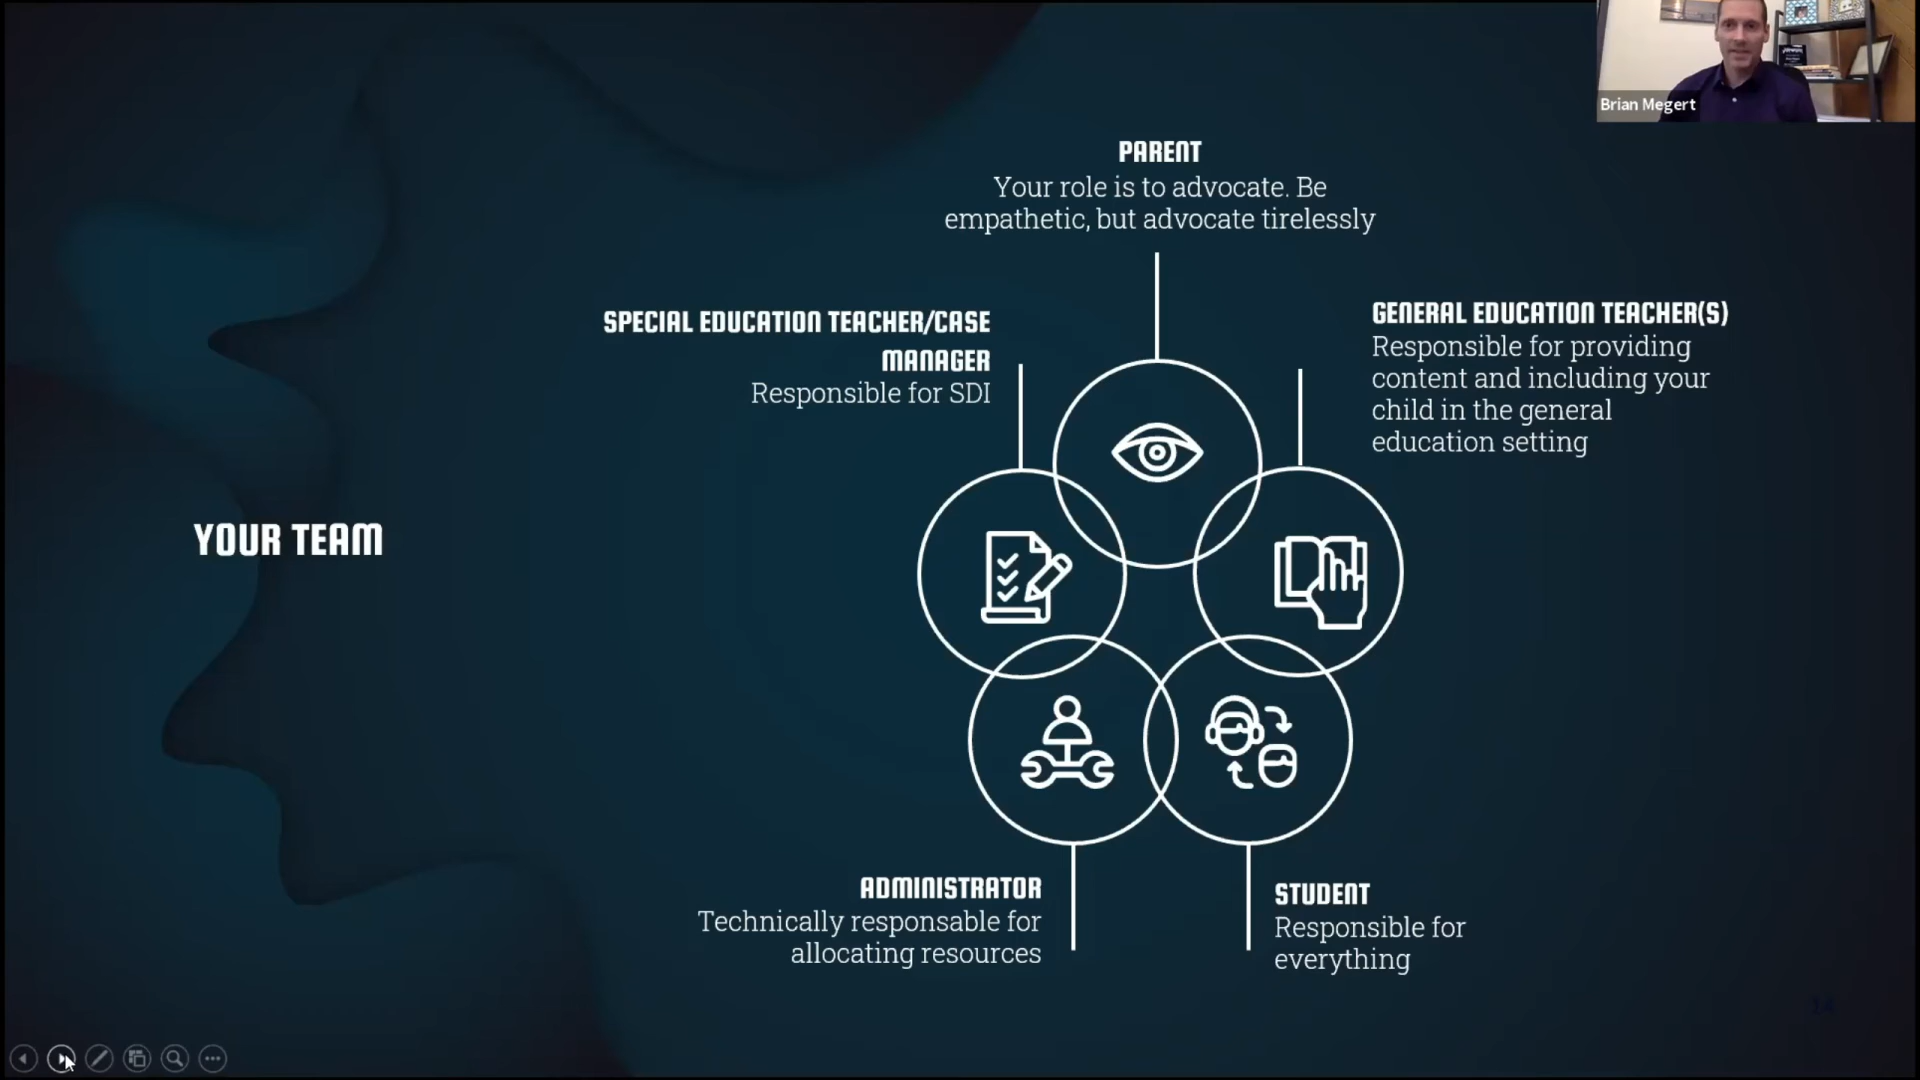 Brian Megert
PARENT
Your role is to advocate. Be
empathetic, but advocate tirelessly
SPECIAL EDUCATION TEACHER/CASE
MANAGER
Responsible for SDI
GENERAL EDUCATION TEACHER(S)
Responsible for providing
content and including your
child in the general
education setting
YOUR TEAM
ADMINISTRATOR
Technically responsable for
allocating resources
STUDENT
Responsible for
everything
14